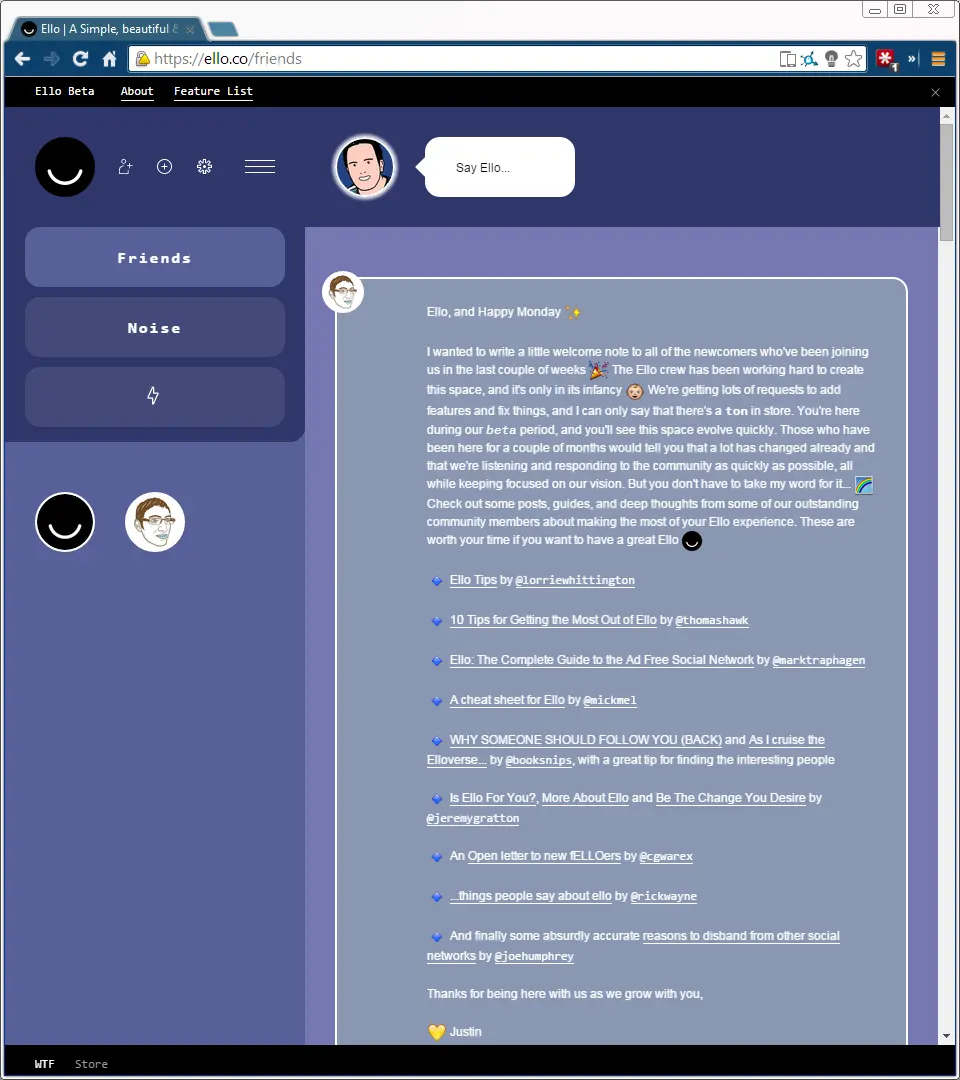 Ello | A Simple, beautiful &
https://ello.co/friends
Ello Beta About Feature List
Say Ello...
Friends
Noise
Ello, and Happy Monday ✨
I wanted to write a little welcome note to all of the newcomers who've been joining
us in the last couple of weeks 🎉 The Ello crew has been working hard to create
this space, and it's only in its infancy 👶 We're getting lots of requests to add
features and fix things, and I can only say that there's a ton in store. You're here
during our beta period, and you'll see this space evolve quickly. Those who have
been here for a couple of months would tell you that a lot has changed already and
that we're listening and responding to the community as quickly as possible, all
while keeping focused on our vision. But you don't have to take my word for it... 🌈
Check out some posts, guides, and deep thoughts from some of our outstanding
community members about making the most of your Ello experience. These are
worth your time if you want to have a great Ello
🔹 Ello Tips by @lorriewhittington
🔹 10 Tips for Getting the Most Out of Ello by @thomashawk
🔹 Ello: The Complete Guide to the Ad Free Social Network by @marktraphagen
🔹 A cheat sheet for Ello by @mickmel
🔹 WHY SOMEONE SHOULD FOLLOW YOU (BACK) and As I cruise the
Elloverse... by @booksnips, with a great tip for finding the interesting people
🔹 Is Ello For You?, More About Ello and Be The Change You Desire by
@jeremygratton
🔹 An Open letter to new fELLOers by @cgwarex
🔹 ...things people say about ello by @rickwayne
🔹 And finally some absurdly accurate reasons to disband from other social
networks by @joehumphrey
Thanks for being here with us as we grow with you,
💛 Justin
WTF Store